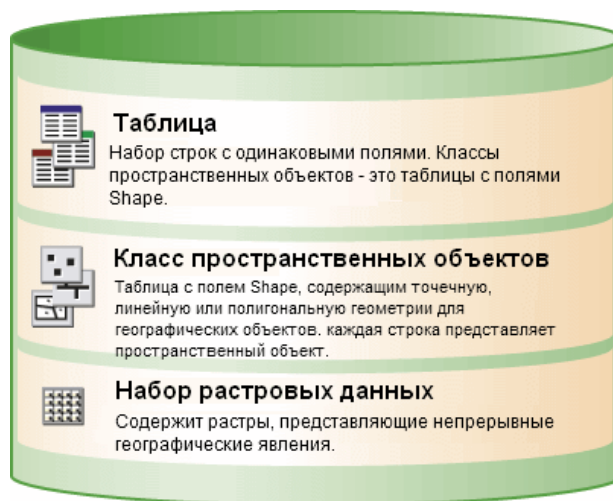 Таблица
Набор строк с одинаковыми полями. Классы
пространственных объектов - это таблицы с полями
Shape.
Класс пространственных объектов
Таблица с полем Shape, содержащим точечную,
линейную или полигональную геометрии для
географических объектов. каждая строка представляет
пространственный объект.
Набор растровых данных
Содержит растры, представляющие непрерывные
географические явления.